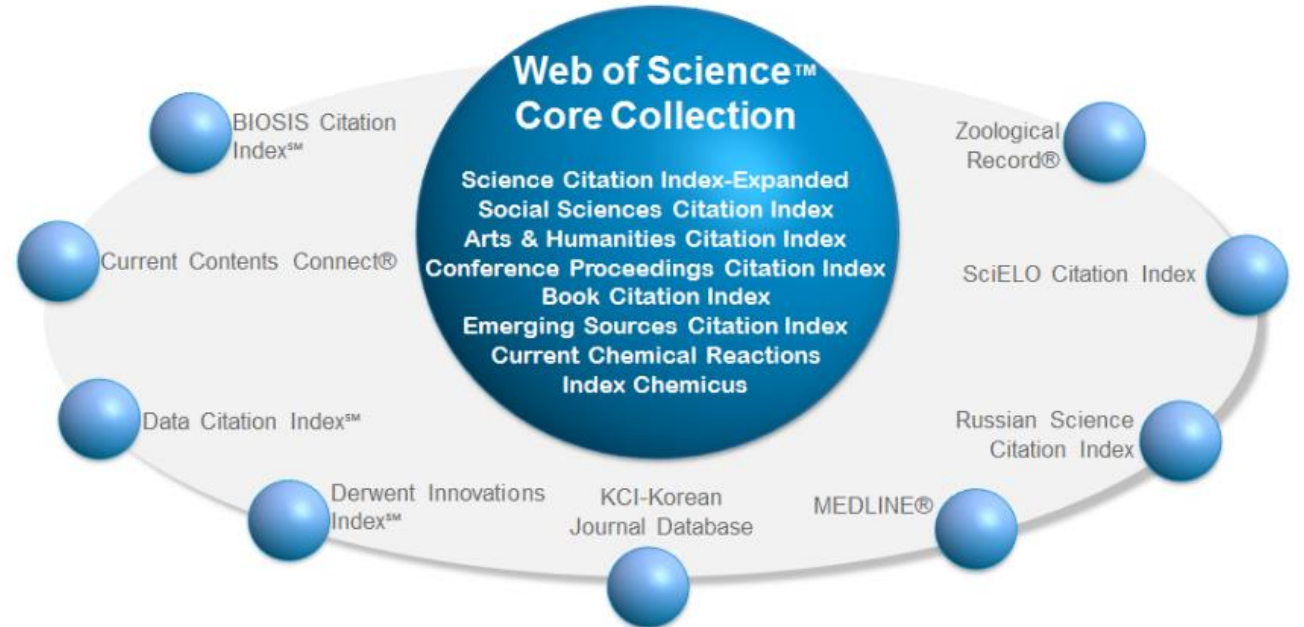 Web of Science™
Core Collection
Science Citation Index-Expanded
Social Sciences Citation Index
Arts & Humanities Citation Index
Conference Proceedings Citation Index
Book Citation Index
Emerging Sources Citation Index
Current Chemical Reactions
Index Chemicus
BIOSIS Citation
Index℠
Current Contents Connect®
Data Citation Index℠
Derwent Innovations
Index℠
KCI-Korean
Journal Database
MEDLINE®
Russian Science
Citation Index
SciELO Citation Index
Zoological
Record®